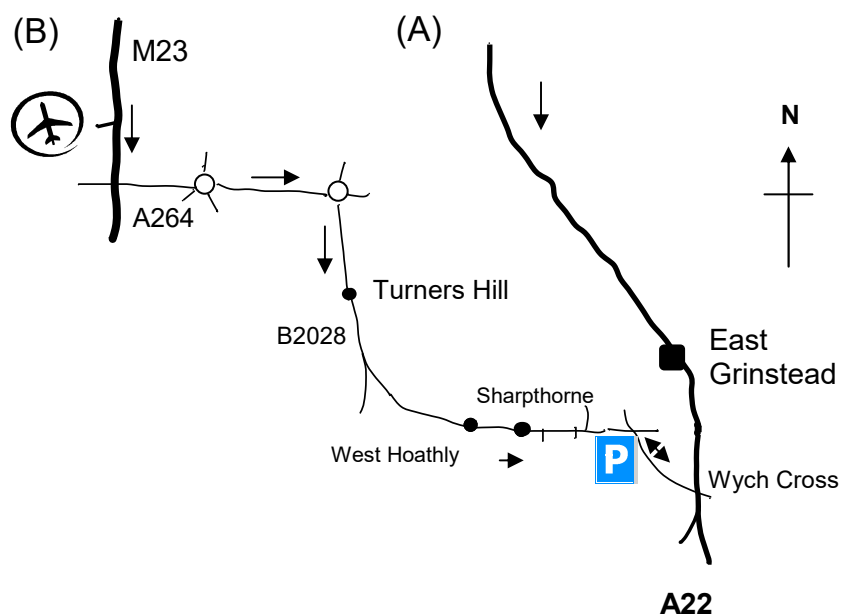 (B)
(A)
M23
N
A264
Turners Hill
B2028
East
Grinstead
Sharpthorne
West Hoathly
P
Wych Cross
A22